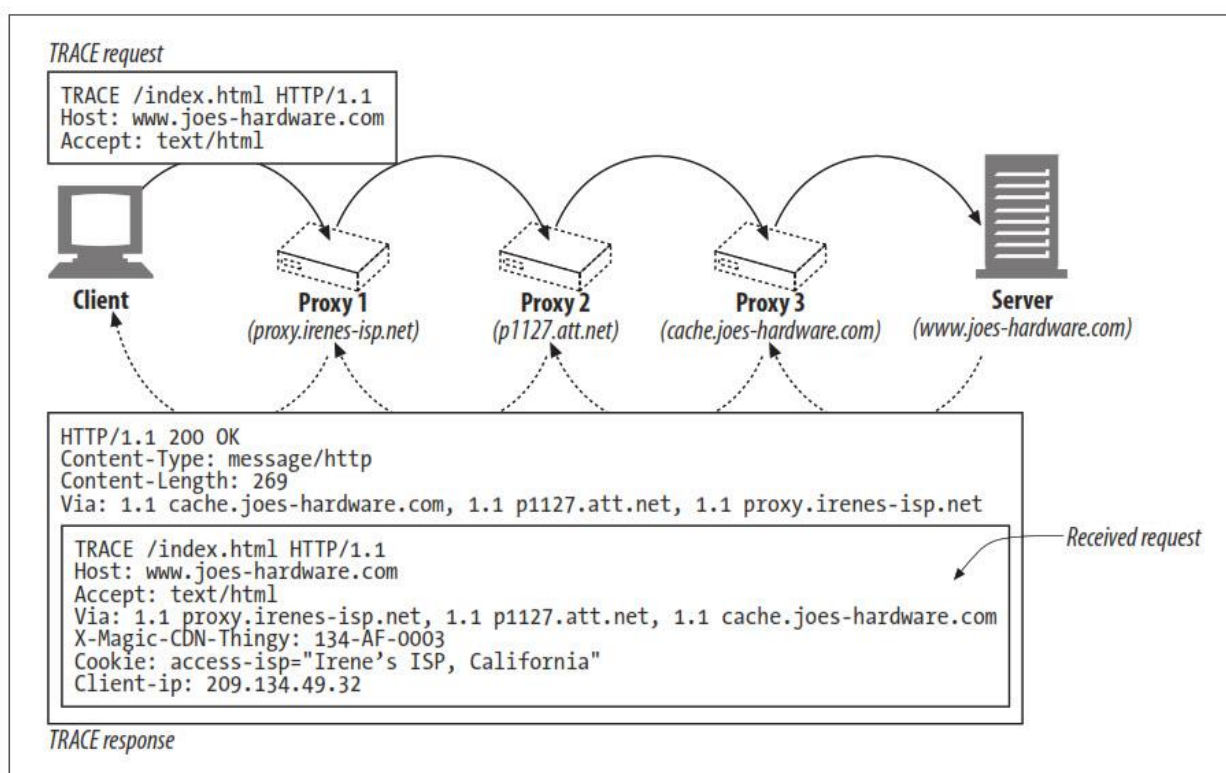 TRACE request
TRACE /index.html HTTP/1.1
Host: www.joes-hardware.com
Accept: text/html
Client
Proxy 1
(proxy.irenes-isp.net)
Proxy 2
(p1127.att.net)
Proxy 3
(cache.joes-hardware.com)
Server
(www.joes-hardware.com)
HTTP/1.1 200 OK
Content-Type: message/http
Content-Length: 269
Via: 1.1 cache.joes-hardware.com, 1.1 p1127.att.net, 1.1 proxy.irenes-isp.net
TRACE /index.html HTTP/1.1
Host: www.joes-hardware.com
Accept: text/html
Via: 1.1 proxy.irenes-isp.net, 1.1 p1127.att.net, 1.1 cache.joes-hardware.com
X-Magic-CDN-Thingy: 134-AF-0003
Cookie: access-isp="Irene’s ISP, California"
Client-ip: 209.134.49.32
Received request
TRACE response